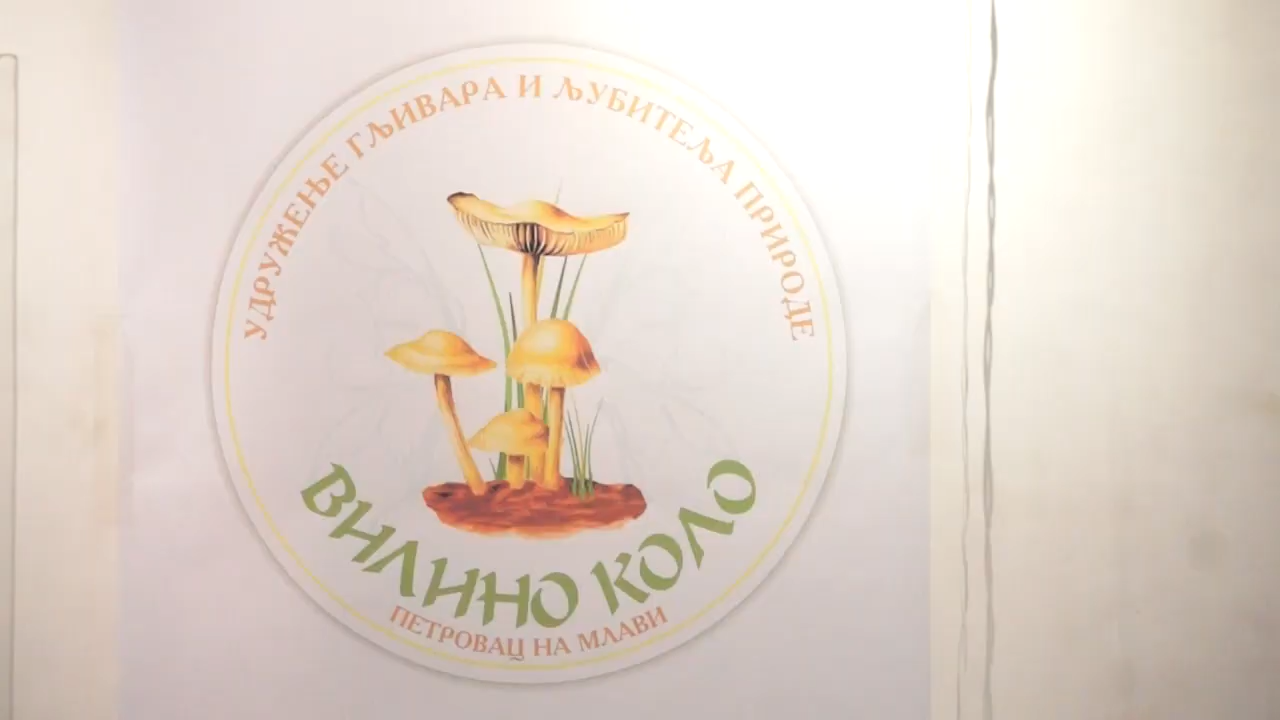 УДРУЖЕЊЕ ГЉИВАРА И ЉУБИТЕЉА ПРИРОДЕ
ВИЛИНО КОЛО
ПЕТРОВАЦ НА МЛАВИ